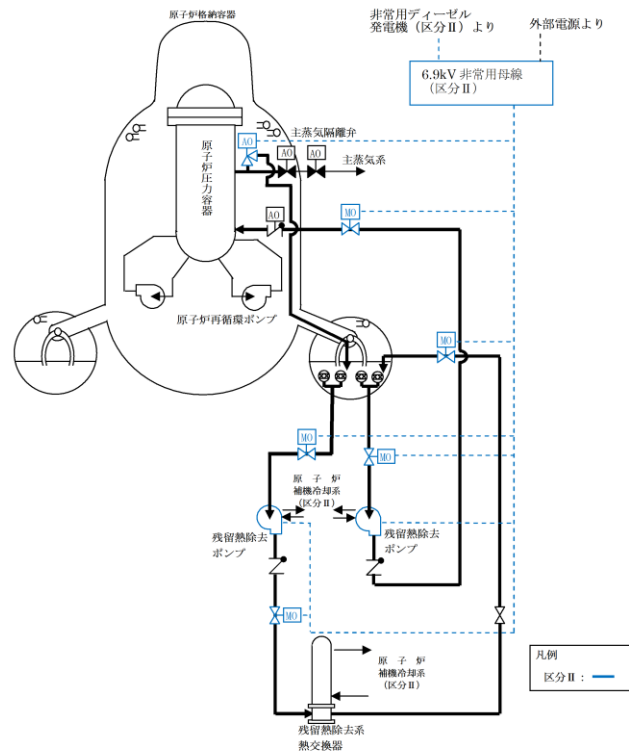 原子炉格納容器
非常用ディーゼル
発電機（区分Ⅱ）より
外部電源より
6.9kV 非常用母線
（区分Ⅱ）
主蒸気隔離弁
AO
AO
AO
主蒸気系
原子炉圧力容器
AO
MO
原子炉再循環ポンプ
MO
MO
MO
原子炉
補機冷却系
（区分Ⅱ）
残留熱除去
ポンプ
残留熱除去
ポンプ
MO
原子炉
補機冷却系
（区分Ⅱ）
残留熱除去系
熱交換器
凡例
区分Ⅱ：